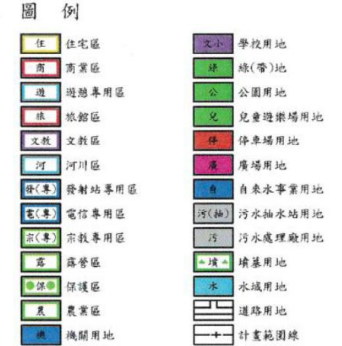 圖 例
住 住宅區
商 商業區
遊 遊憩專用區
旅 旅館區
文教 文教區
河 河川區
發(專) 發射站專用區
電(專) 電信專用區
宗(專) 宗教專用區
露 露營區
保 保護區
農 農業區
機 機關用地
文小 學校用地
綠 綠(帶)地
公 公園用地
兒 兒童遊樂場用地
停 停車場用地
廣 廣場用地
自 自來水事業用地
污(抽) 污水抽水站用地
污 污水處理廠用地
墳 墳墓用地
水 水域用地
道路用地
計畫範圍線